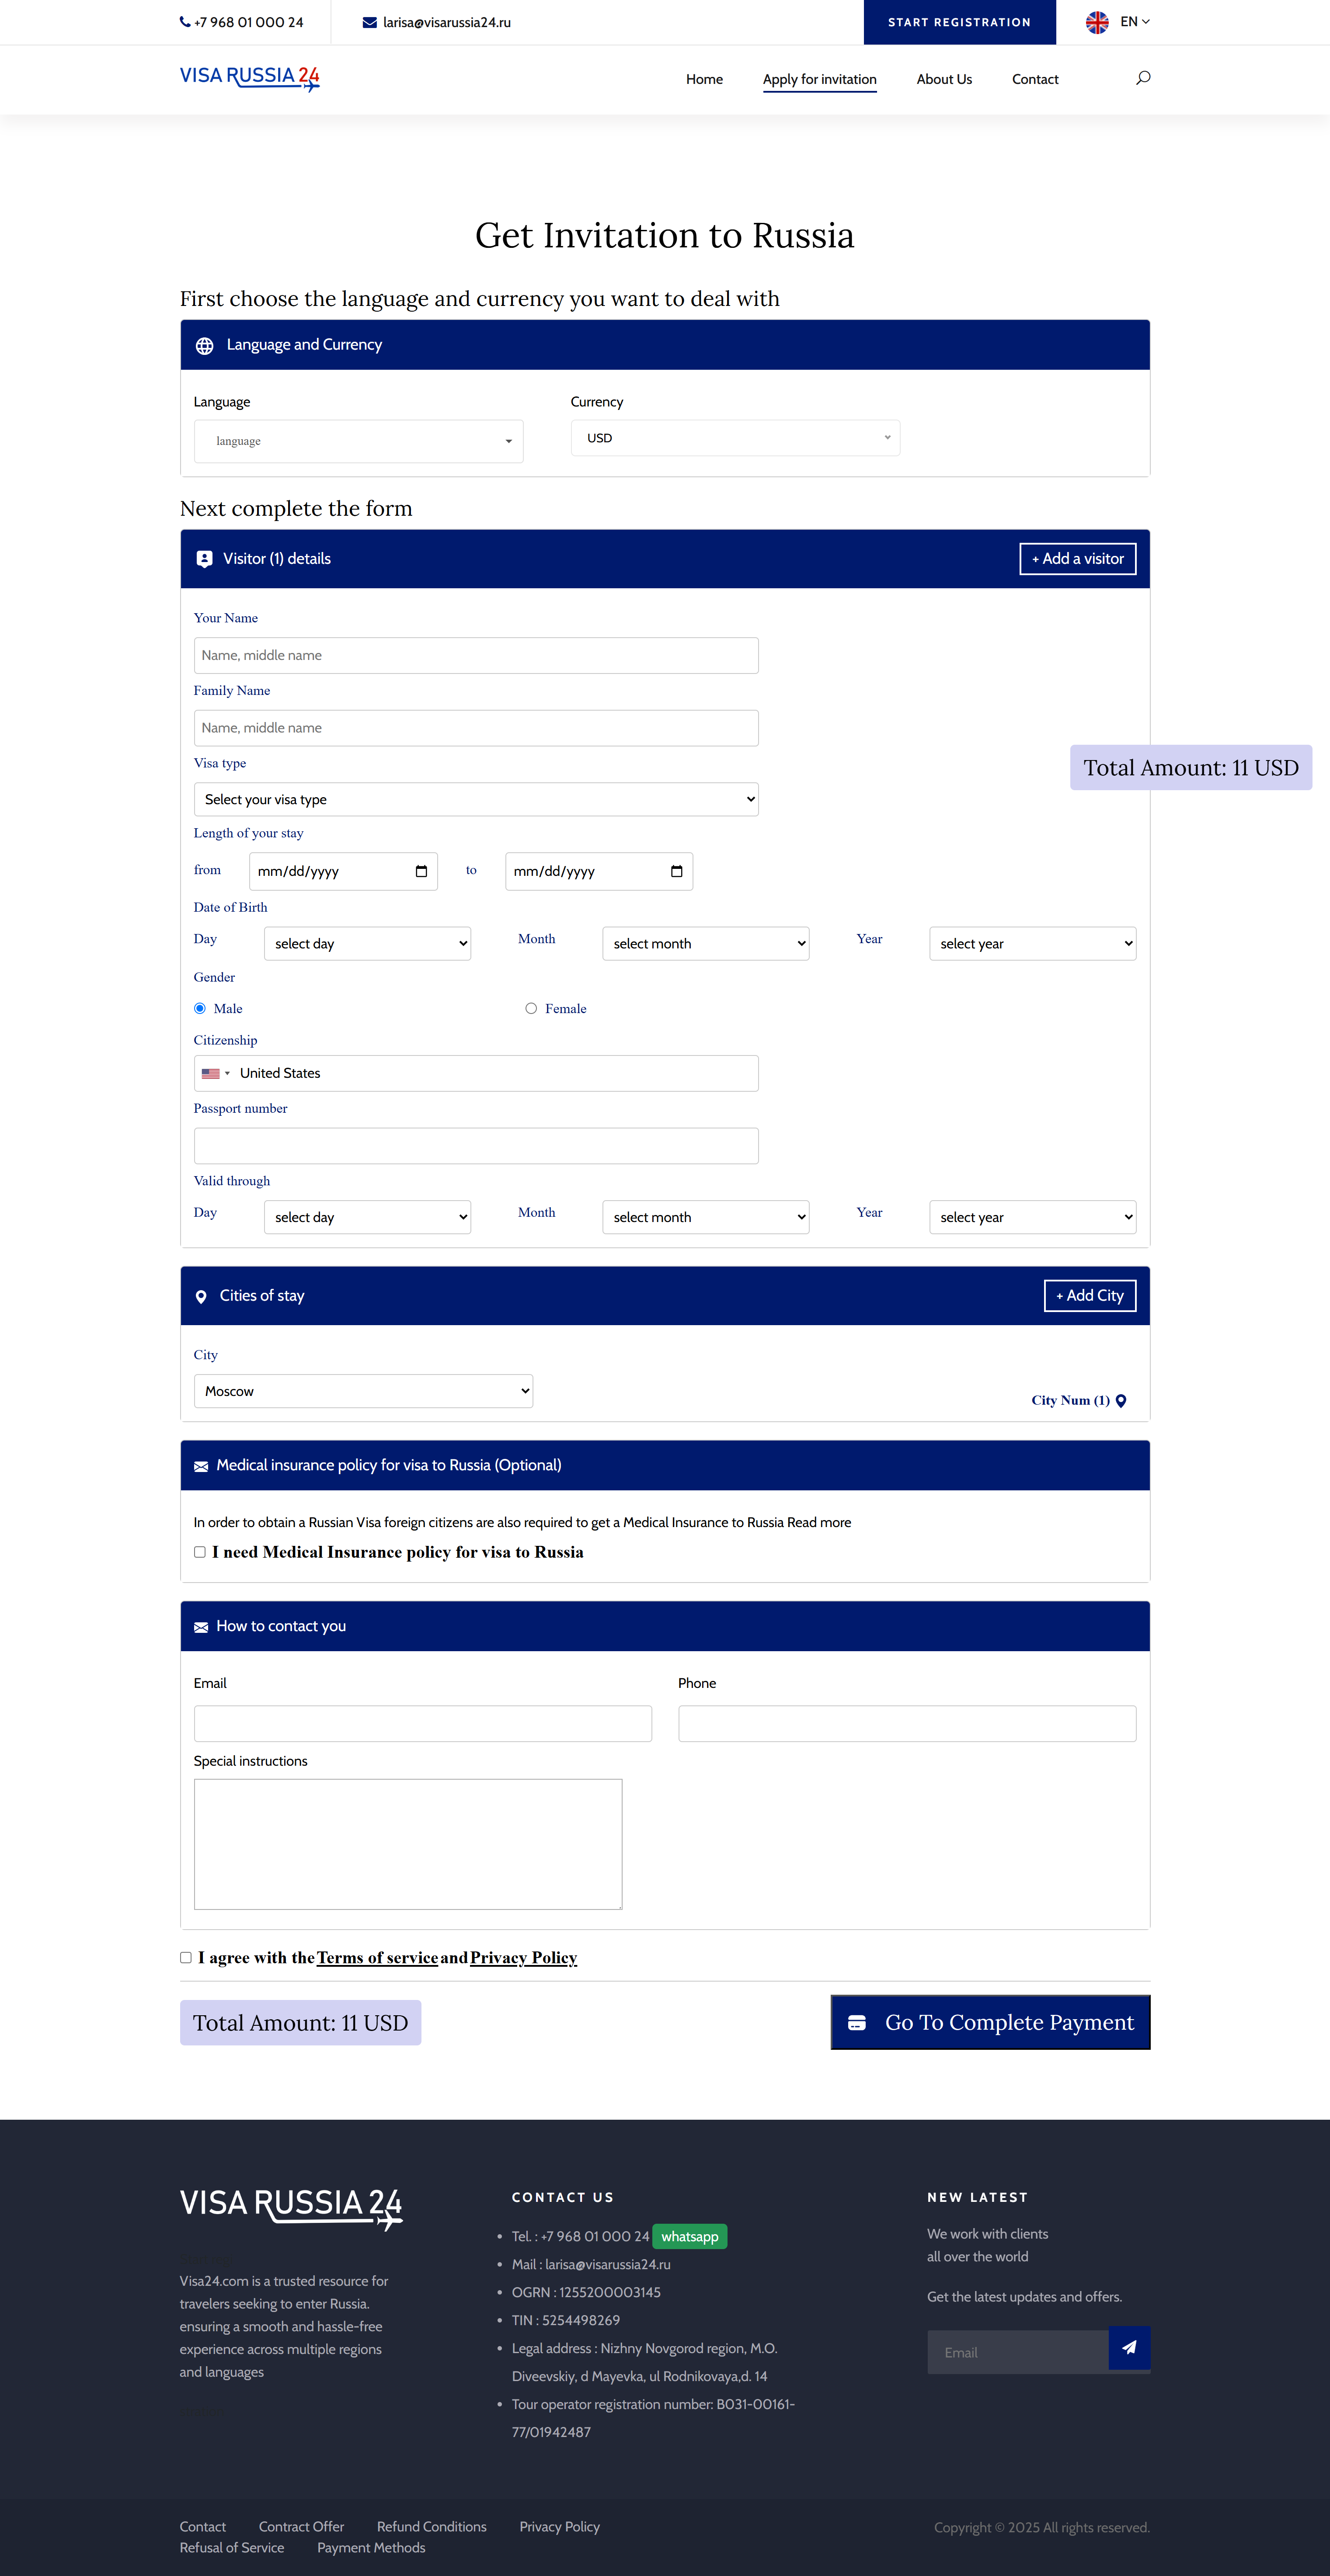 +7 968 01 000 24
larisa@visarussia24.ru
START REGISTRATION
EN
VISA RUSSIA 24
Home
Apply for invitation
About Us
Contact
Get Invitation to Russia
First choose the language and currency you want to deal with
Language and Currency
Language
Currency
language
USD
Next complete the form
Visitor (1) details
+ Add a visitor
Your Name
Name, middle name
Family Name
Name, middle name
Visa type
Total Amount: 11 USD
Select your visa type
Length of your stay
from
mm/dd/yyyy
to
mm/dd/yyyy
Date of Birth
Day
select day
Month
select month
Year
select year
Gender
Male
Female
Citizenship
United States
Passport number
Valid through
Day
select day
Month
select month
Year
select year
Cities of stay
+ Add City
City
Moscow
City Num (1)
Medical insurance policy for visa to Russia (Optional)
In order to obtain a Russian Visa foreign citizens are also required to get a Medical Insurance to Russia Read more
I need Medical Insurance policy for visa to Russia
How to contact you
Email
Phone
Special instructions
I agree with the Terms of service and Privacy Policy
Total Amount: 11 USD
Go To Complete Payment
VISA RUSSIA 24
Visa24.com is a trusted resource for
travelers seeking to enter Russia.
ensuring a smooth and hassle-free
experience across multiple regions
and languages
CONTACT US
Tel. : +7 968 01 000 24 whatsapp
Mail : larisa@visarussia24.ru
OGRN : 1255200003145
TIN : 5254498269
Legal address : Nizhny Novgorod region, M.O.
Diveevskiy, d Mayevka, ul Rodnikovaya,d. 14
Tour operator registration number: B031-00161-
77/01942487
NEW LATEST
We work with clients
all over the world
Get the latest updates and offers.
Email
Contact
Contract Offer
Refund Conditions
Privacy Policy
Refusal of Service
Payment Methods
Copyright © 2025 All rights reserved.